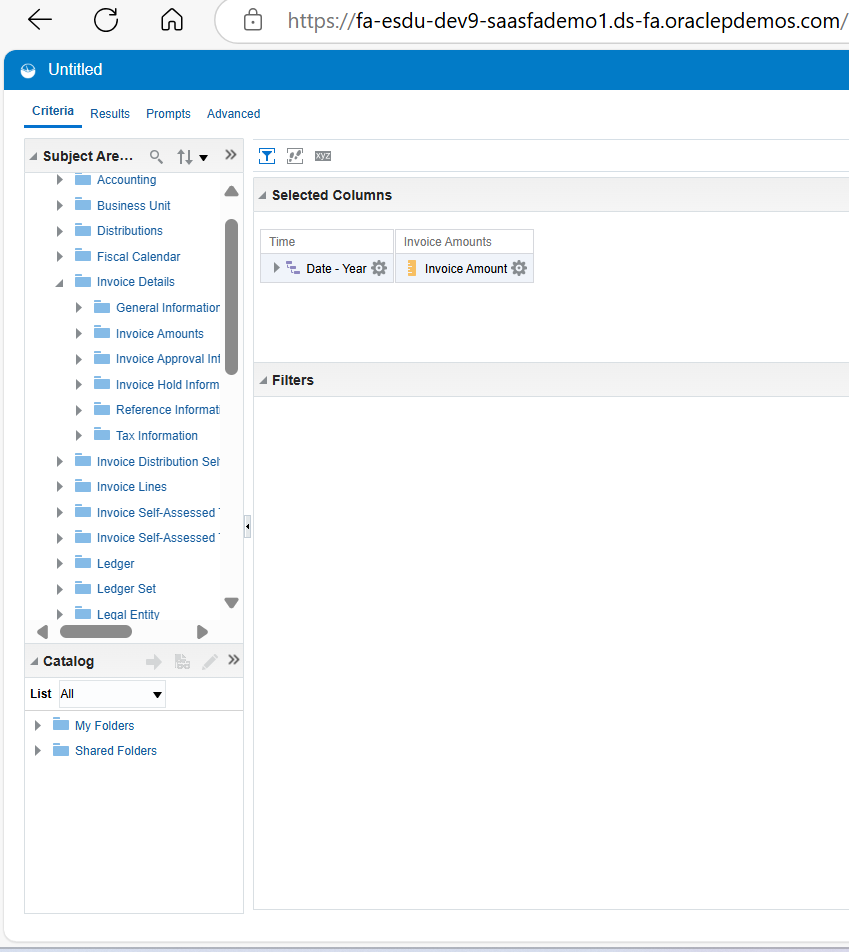 https://fa-esdu-dev9-saasfademo1.ds-fa.oraclepdemos.com/
Untitled
Criteria Results Prompts Advanced
Subject Are...
Accounting
Business Unit
Distributions
Fiscal Calendar
Invoice Details
General Information
Invoice Amounts
Invoice Approval Inf
Invoice Hold Inform
Reference Informati
Tax Information
Invoice Distribution Self
Invoice Lines
Invoice Self-Assessed T
Invoice Self-Assessed T
Ledger
Ledger Set
Legal Entity
Catalog
List All
My Folders
Shared Folders
xyz
Selected Columns
Time Invoice Amounts
Date - Year Invoice Amount
Filters